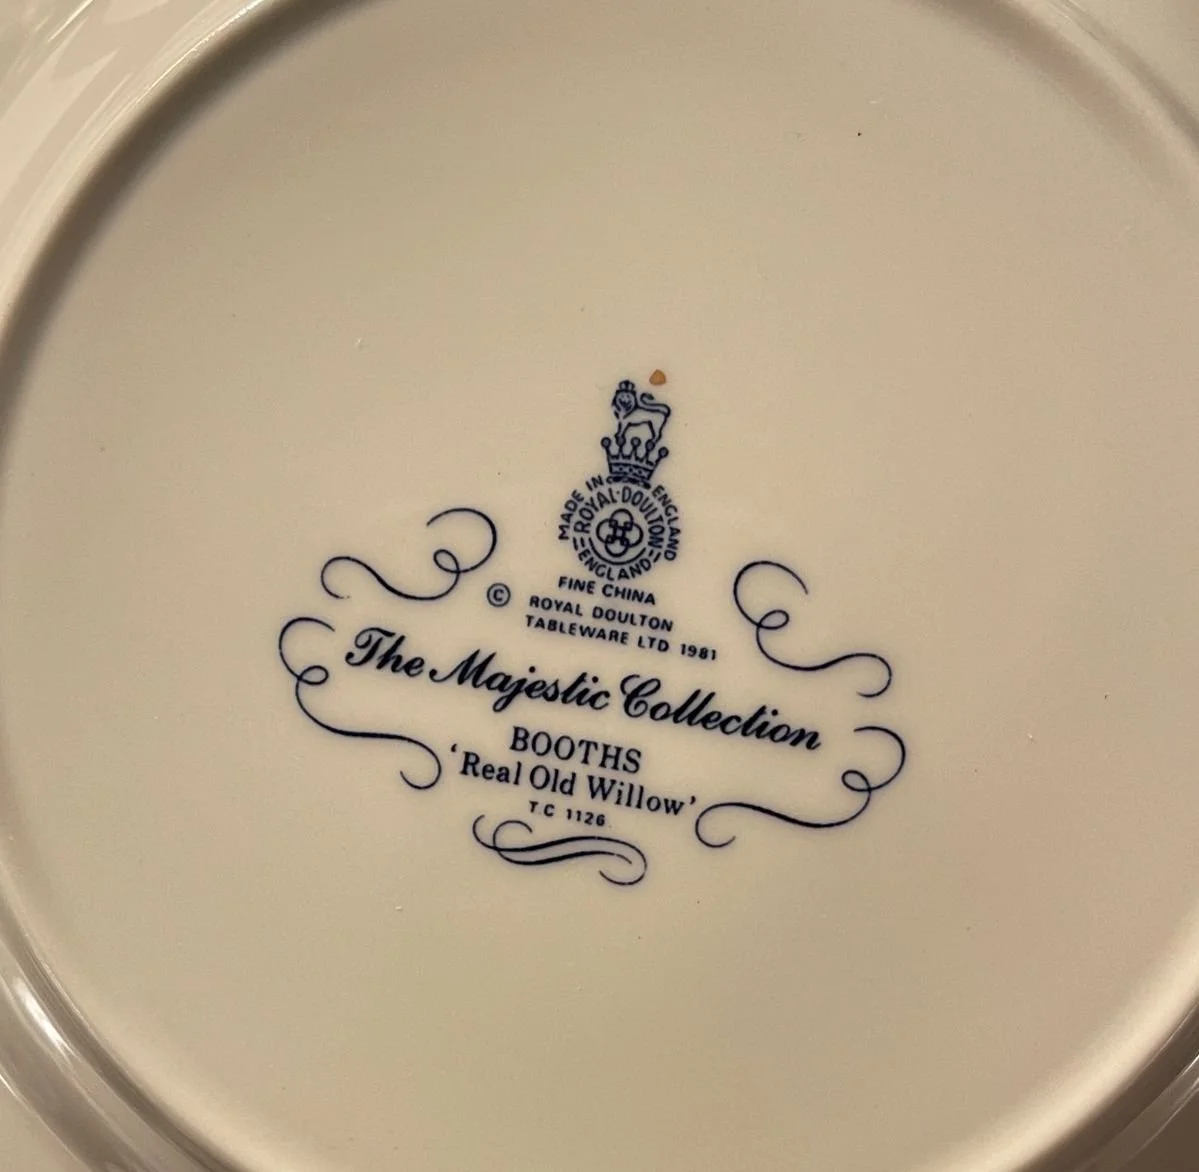 MADE IN ENGLAND
ROYAL·DOULTON
ENGLAND
FINE CHINA
© ROYAL DOULTON
TABLEWARE LTD 1981
The Majestic Collection
BOOTHS
‘Real Old Willow’
T.C 1126.